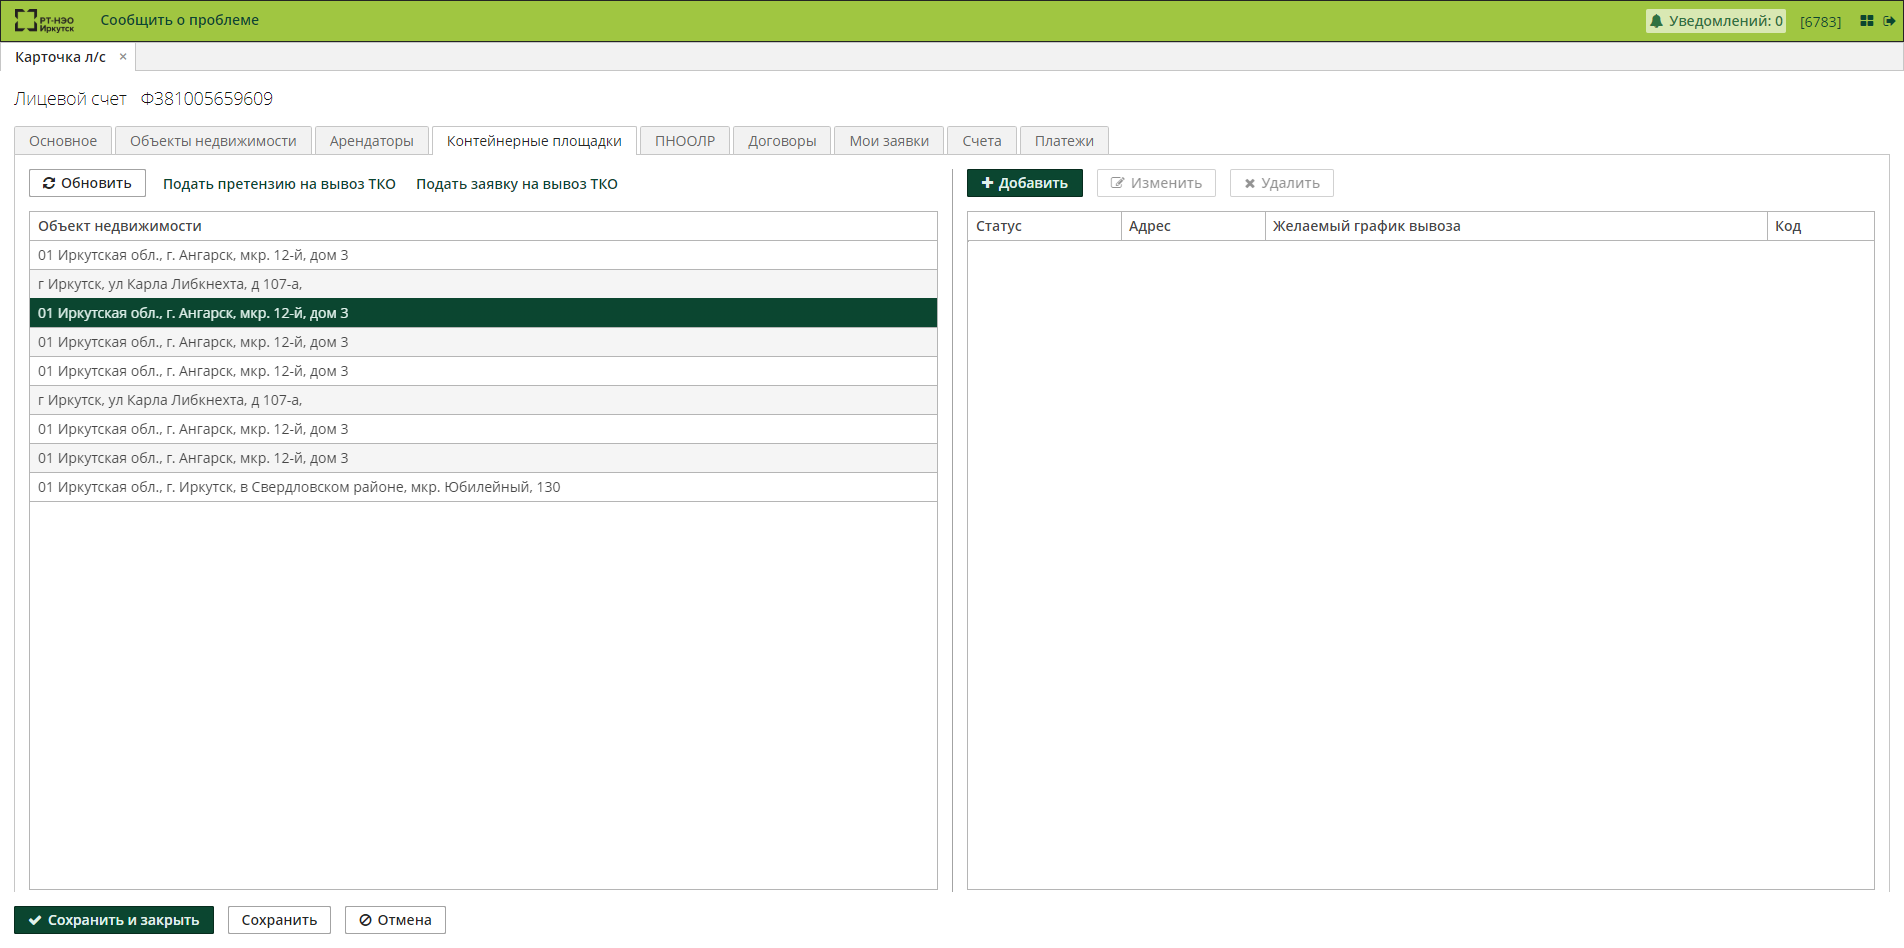 РТ-НЭО
Иркутск
Сообщить о проблеме
Уведомлений: 0
[6783]
Карточка л/с ×
Лицевой счет Ф381005659609
Основное
Объекты недвижимости
Арендаторы
Контейнерные площадки
ПНООЛР
Договоры
Мои заявки
Счета
Платежи
Обновить
Подать претензию на вывоз ТКО
Подать заявку на вывоз ТКО
Добавить
Изменить
Удалить
Объект недвижимости
01 Иркутская обл., г. Ангарск, мкр. 12-й, дом 3
г Иркутск, ул Карла Либкнехта, д 107-а,
01 Иркутская обл., г. Ангарск, мкр. 12-й, дом 3
01 Иркутская обл., г. Ангарск, мкр. 12-й, дом 3
01 Иркутская обл., г. Ангарск, мкр. 12-й, дом 3
г Иркутск, ул Карла Либкнехта, д 107-а,
01 Иркутская обл., г. Ангарск, мкр. 12-й, дом 3
01 Иркутская обл., г. Ангарск, мкр. 12-й, дом 3
01 Иркутская обл., г. Иркутск, в Свердловском районе, мкр. Юбилейный, 130
Статус
Адрес
Желаемый график вывоза
Код
Сохранить и закрыть
Сохранить
Отмена